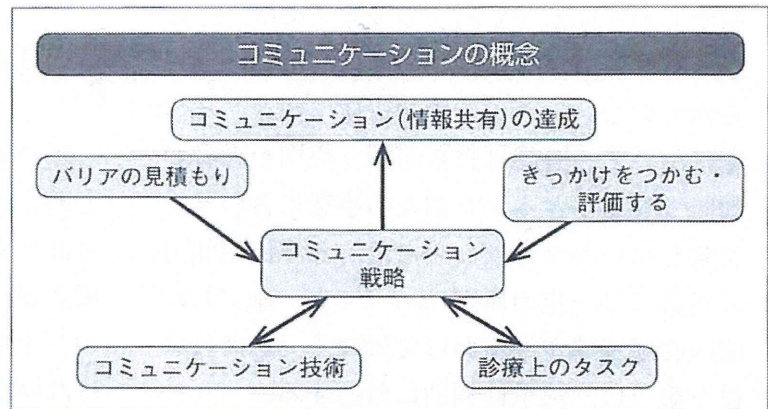 コミュニケーションの概念
コミュニケーション(情報共有)の達成
バリアの見積もり
きっかけをつかむ・
評価する
コミュニケーション
戦略
コミュニケーション技術
診療上のタスク